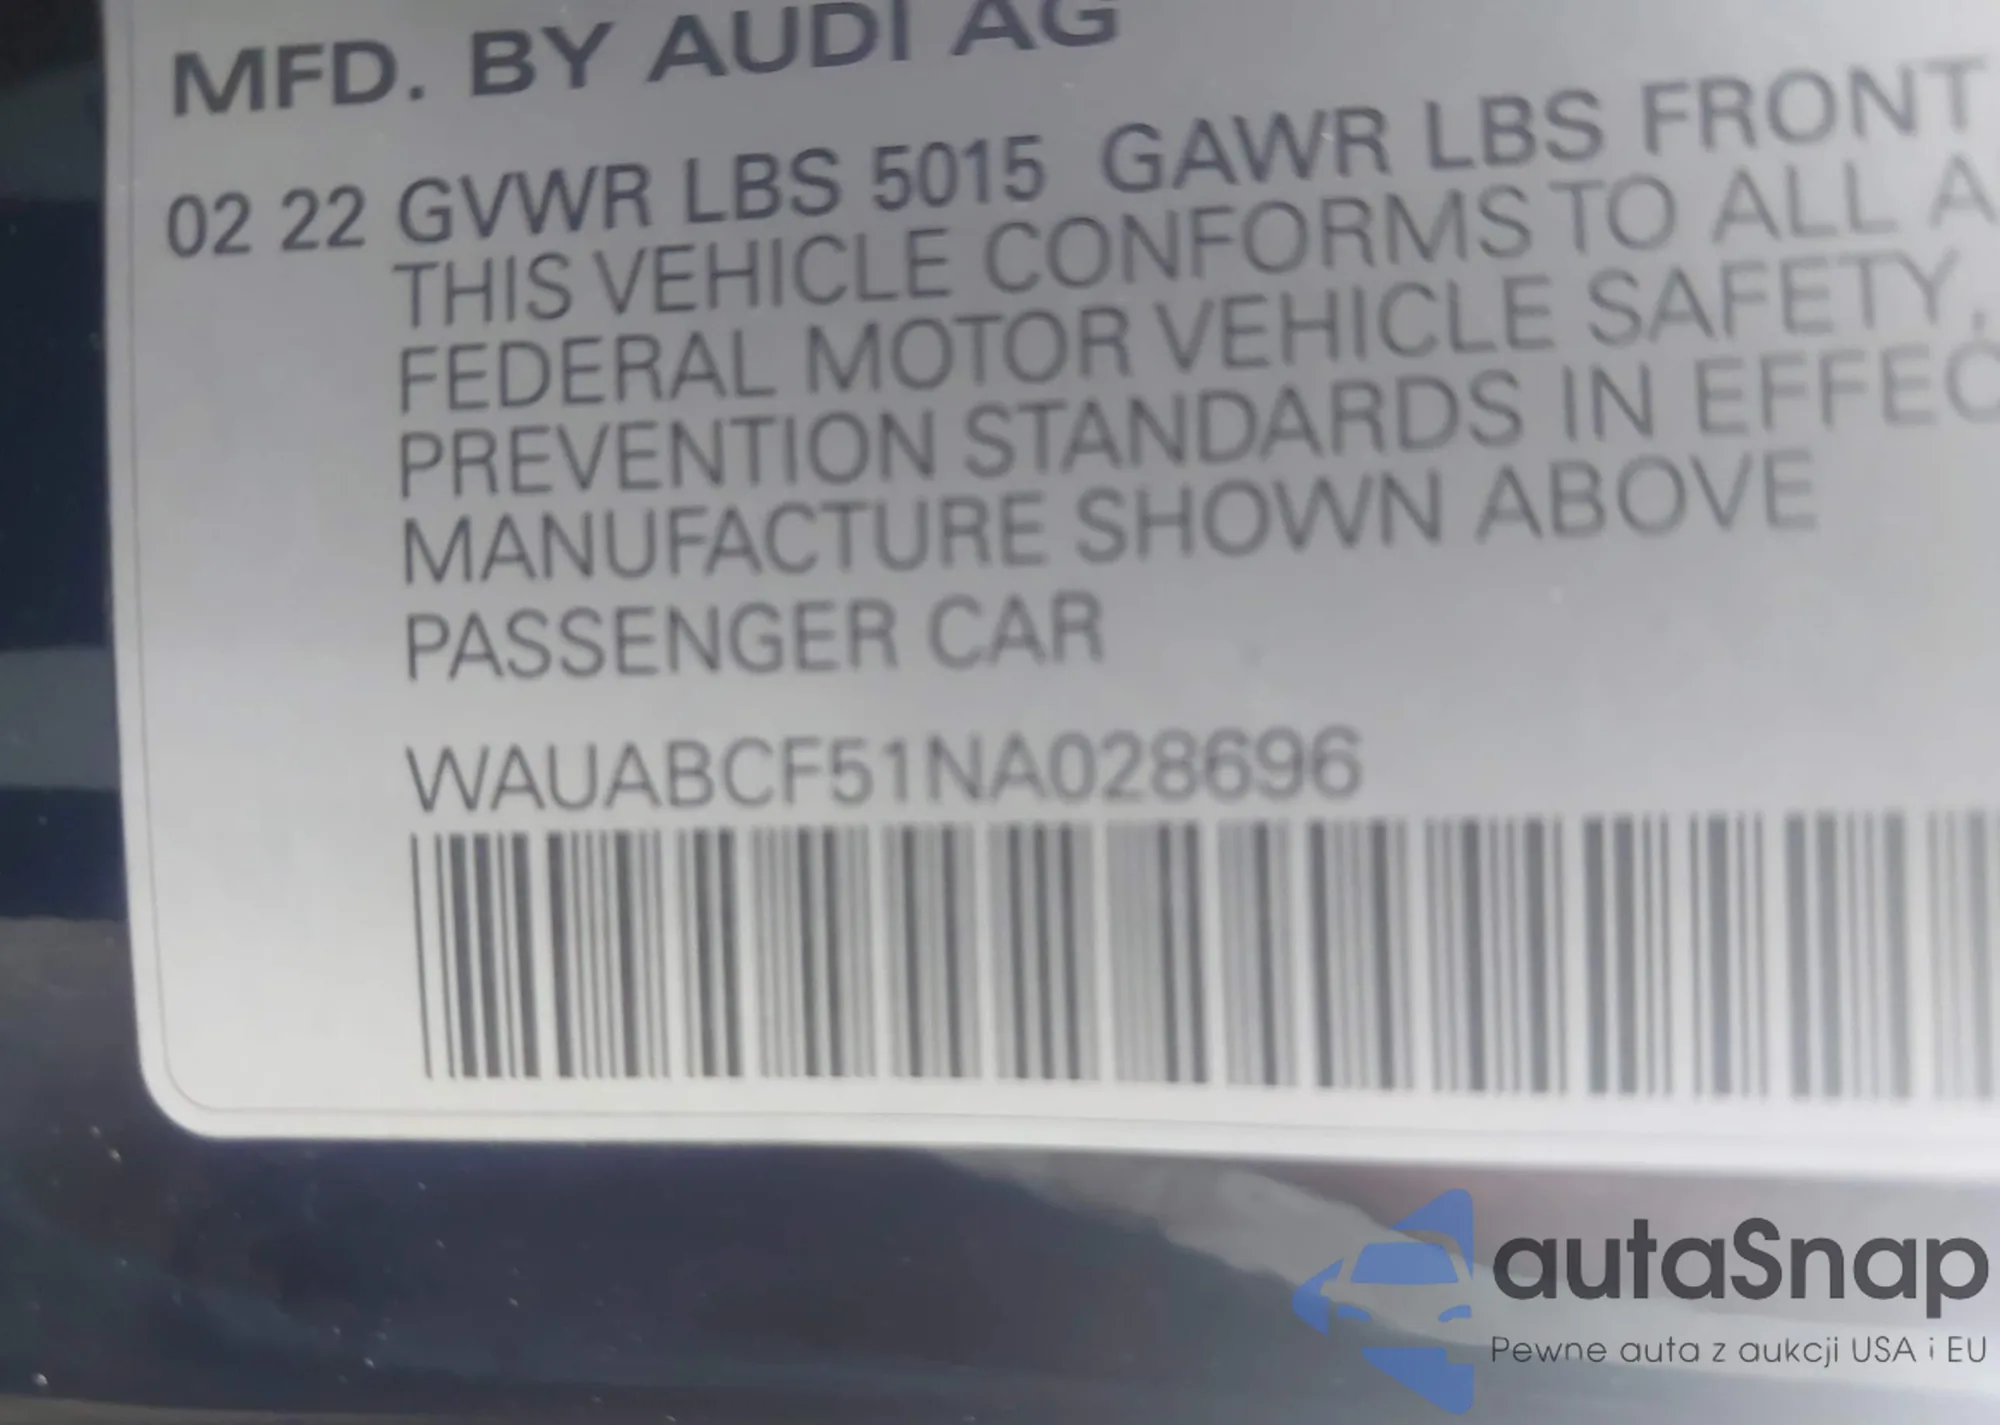 MFD. BY AUDI AG
02 22 GVWR LBS 5015 GAWR LBS FRONT
THIS VEHICLE CONFORMS TO ALL A
FEDERAL MOTOR VEHICLE SAFETY,
PREVENTION STANDARDS IN EFFEC
MANUFACTURE SHOWN ABOVE
PASSENGER CAR
WAUABCF51NA028696
autaSnap
Pewne auta z aukcji USA i EU